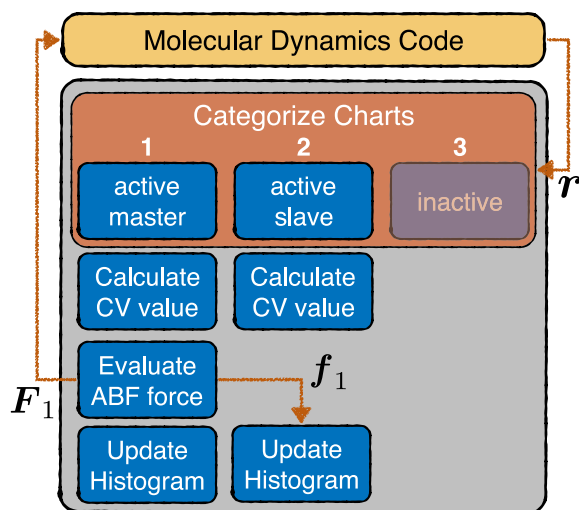 Molecular Dynamics Code
Categorize Charts
1 2 3
active master
active slave
inactive
r
Calculate CV value
Calculate CV value
Evaluate ABF force
f1
F1
Update Histogram
Update Histogram